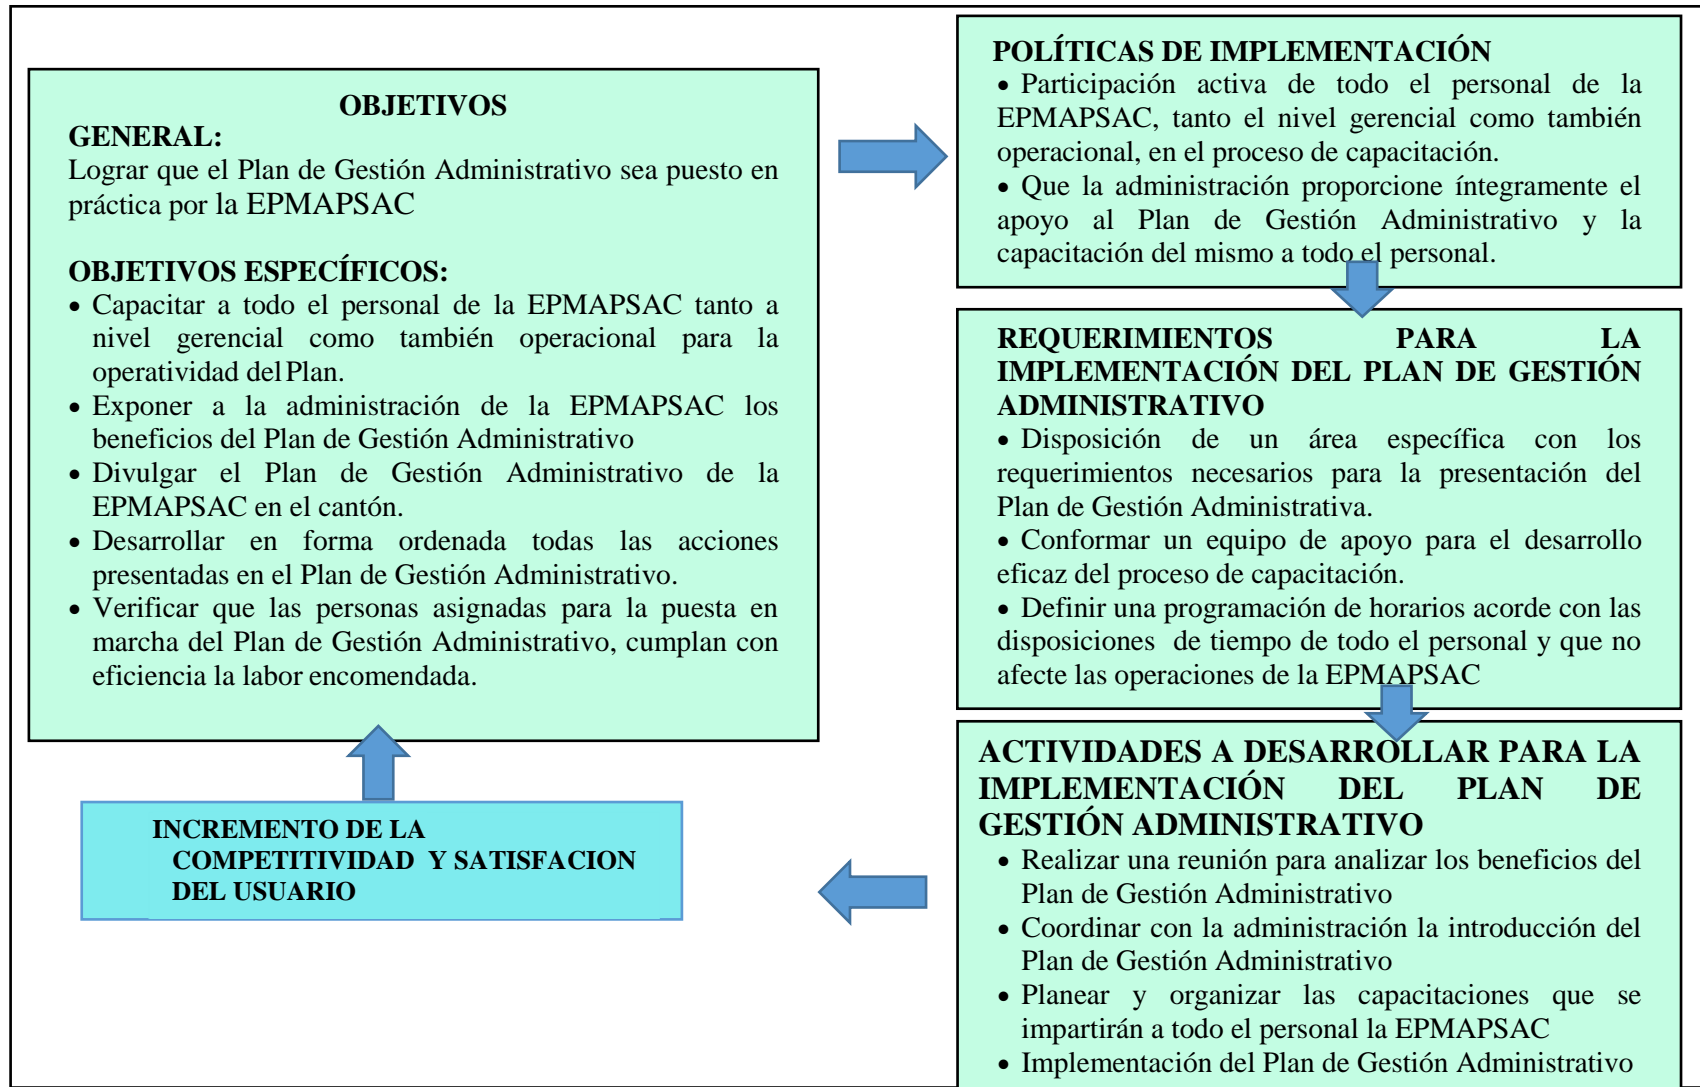 OBJETIVOS
GENERAL:
Lograr que el Plan de Gestión Administrativo sea puesto en
práctica por la EPMAPSAC
OBJETIVOS ESPECÍFICOS:
• Capacitar a todo el personal de la EPMAPSAC tanto a
nivel gerencial como también operacional para la
operatividad del Plan.
• Exponer a la administración de la EPMAPSAC los
beneficios del Plan de Gestión Administrativo
• Divulgar el Plan de Gestión Administrativo de la
EPMAPSAC en el cantón.
• Desarrollar en forma ordenada todas las acciones
presentadas en el Plan de Gestión Administrativo.
• Verificar que las personas asignadas para la puesta en
marcha del Plan de Gestión Administrativo, cumplan con
eficiencia la labor encomendada.
POLÍTICAS DE IMPLEMENTACIÓN
• Participación activa de todo el personal de la
EPMAPSAC, tanto el nivel gerencial como también
operacional, en el proceso de capacitación.
• Que la administración proporcione íntegramente el
apoyo al Plan de Gestión Administrativo y la
capacitación del mismo a todo el personal.
REQUERIMIENTOS PARA LA
IMPLEMENTACIÓN DEL PLAN DE GESTIÓN
ADMINISTRATIVO
• Disposición de un área específica con los
requerimientos necesarios para la presentación del
Plan de Gestión Administrativa.
• Conformar un equipo de apoyo para el desarrollo
eficaz del proceso de capacitación.
• Definir una programación de horarios acorde con las
disposiciones de tiempo de todo el personal y que no
afecte las operaciones de la EPMAPSAC
ACTIVIDADES A DESARROLLAR PARA LA
IMPLEMENTACIÓN DEL PLAN DE
GESTIÓN ADMINISTRATIVO
• Realizar una reunión para analizar los beneficios del
Plan de Gestión Administrativo
• Coordinar con la administración la introducción del
Plan de Gestión Administrativo
• Planear y organizar las capacitaciones que se
impartirán a todo el personal la EPMAPSAC
• Implementación del Plan de Gestión Administrativo
INCREMENTO DE LA
COMPETITIVIDAD Y SATISFACION
DEL USUARIO